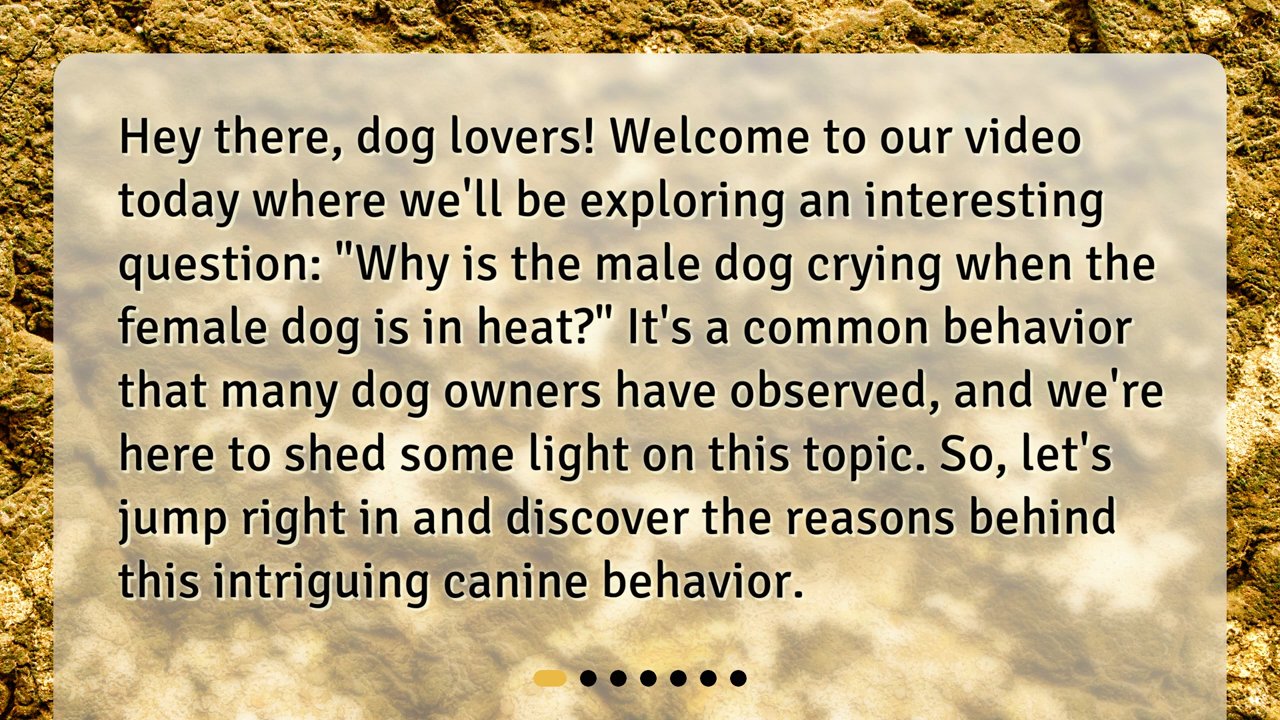 Hey there, dog lovers! Welcome to our video
today where we'll be exploring an interesting
question: "Why is the male dog crying when the
female dog is in heat?" It's a common behavior
that many dog owners have observed, and we're
here to shed some light on this topic. So, let's
jump right in and discover the reasons behind
this intriguing canine behavior.